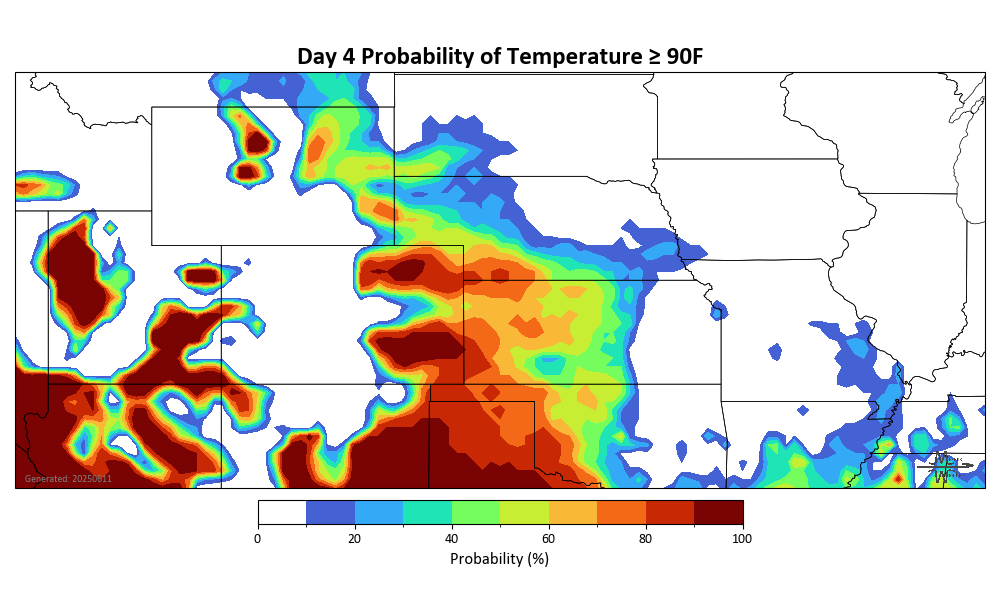 Day 4 Probability of Temperature ≥ 90F
Generated: 20250811
0 20 40 60 80 100
Probability (%)